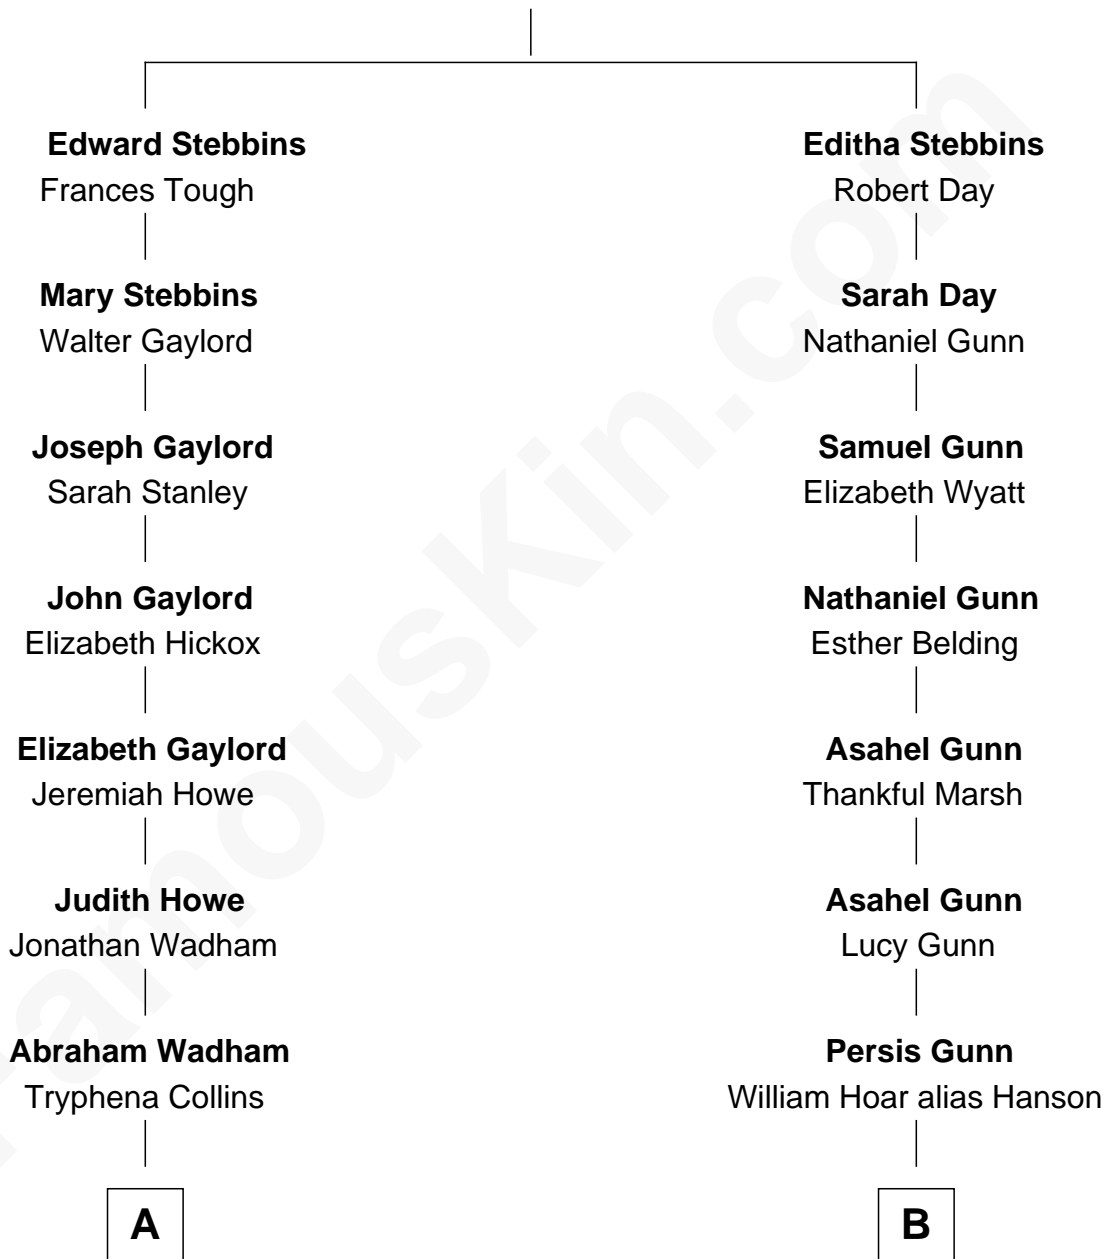 Edward Stebbins
Frances Tough
Mary Stebbins
Walter Gaylord
Joseph Gaylord
Sarah Stanley
John Gaylord
Elizabeth Hickox
Elizabeth Gaylord
Jeremiah Howe
Judith Howe
Jonathan Wadham
Abraham Wadham
Tryphena Collins
A
Editha Stebbins
Robert Day
Sarah Day
Nathaniel Gunn
Samuel Gunn
Elizabeth Wyatt
Nathaniel Gunn
Esther Belding
Asahel Gunn
Thankful Marsh
Asahel Gunn
Lucy Gunn
Persis Gunn
William Hoar alias Hanson
B
FamousKin.com